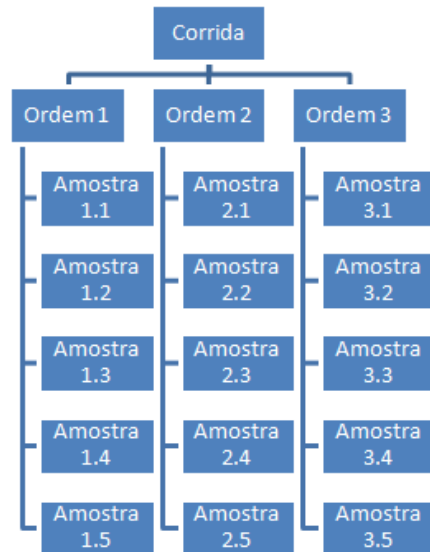 Corrida
Ordem 1
Ordem 2
Ordem 3
Amostra
1.1
Amostra
1.2
Amostra
1.3
Amostra
1.4
Amostra
1.5
Amostra
2.1
Amostra
2.2
Amostra
2.3
Amostra
2.4
Amostra
2.5
Amostra
3.1
Amostra
3.2
Amostra
3.3
Amostra
3.4
Amostra
3.5